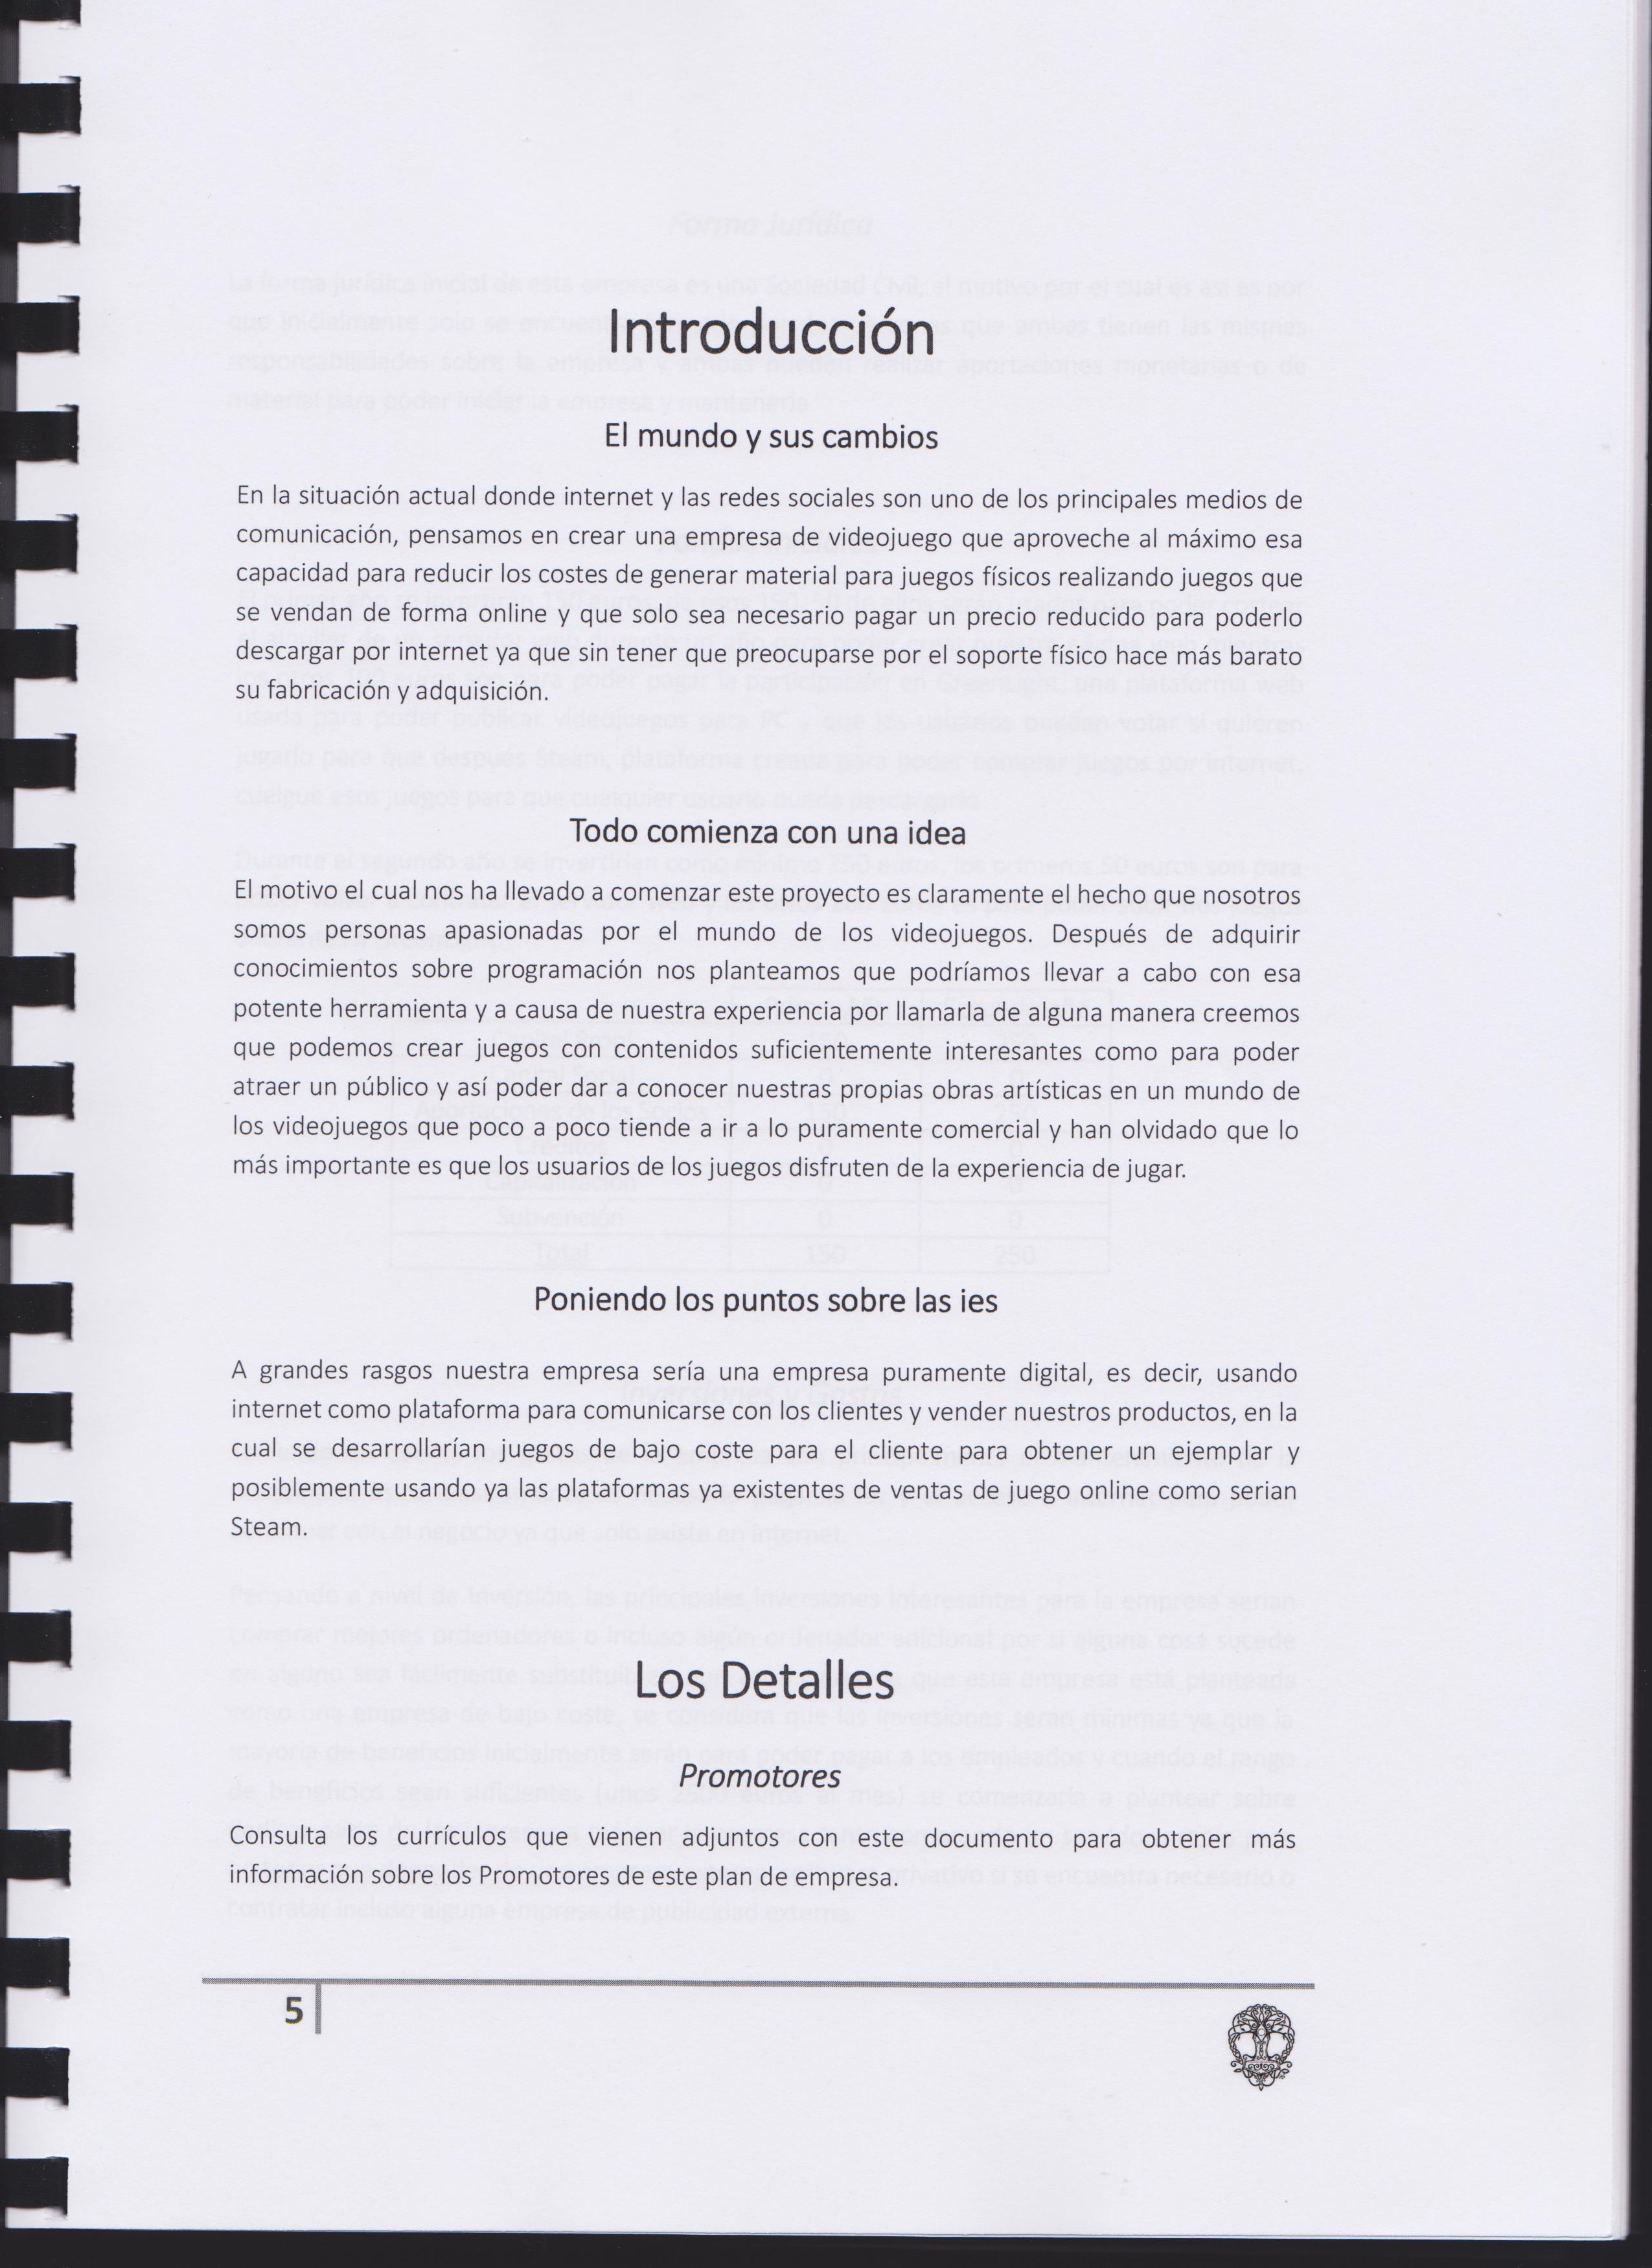 Introducción
El mundo y sus cambios
En la situación actual donde internet y las redes sociales son uno de los principales medios de
comunicación, pensamos en crear una empresa de videojuego que aproveche al máximo esa
capacidad para reducir los costes de generar material para juegos físicos realizando juegos que
se vendan de forma online y que solo sea necesario pagar un precio reducido para poderlo
descargar por internet ya que sin tener que preocuparse por el soporte físico hace más barato
su fabricación y adquisición.
Todo comienza con una idea
El motivo el cual nos ha llevado a comenzar este proyecto es claramente el hecho que nosotros
somos personas apasionadas por el mundo de los videojuegos. Después de adquirir
conocimientos sobre programación nos planteamos que podríamos llevar a cabo con esa
potente herramienta y a causa de nuestra experiencia por llamarla de alguna manera creemos
que podemos crear juegos con contenidos suficientemente interesantes como para poder
atraer un público y así poder dar a conocer nuestras propias obras artísticas en un mundo de
los videojuegos que poco a poco tiende a ir a lo puramente comercial y han olvidado que lo
más importante es que los usuarios de los juegos disfruten de la experiencia de jugar.
Poniendo los puntos sobre las ies
A grandes rasgos nuestra empresa sería una empresa puramente digital, es decir, usando
internet como plataforma para comunicarse con los clientes y vender nuestros productos, en la
cual se desarrollarían juegos de bajo coste para el cliente para obtener un ejemplar y
posiblemente usando ya las plataformas ya existentes de ventas de juego online como serian
Steam.
Los Detalles
Promotores
Consulta los currículos que vienen adjuntos con este documento para obtener más
información sobre los Promotores de este plan de empresa.
5